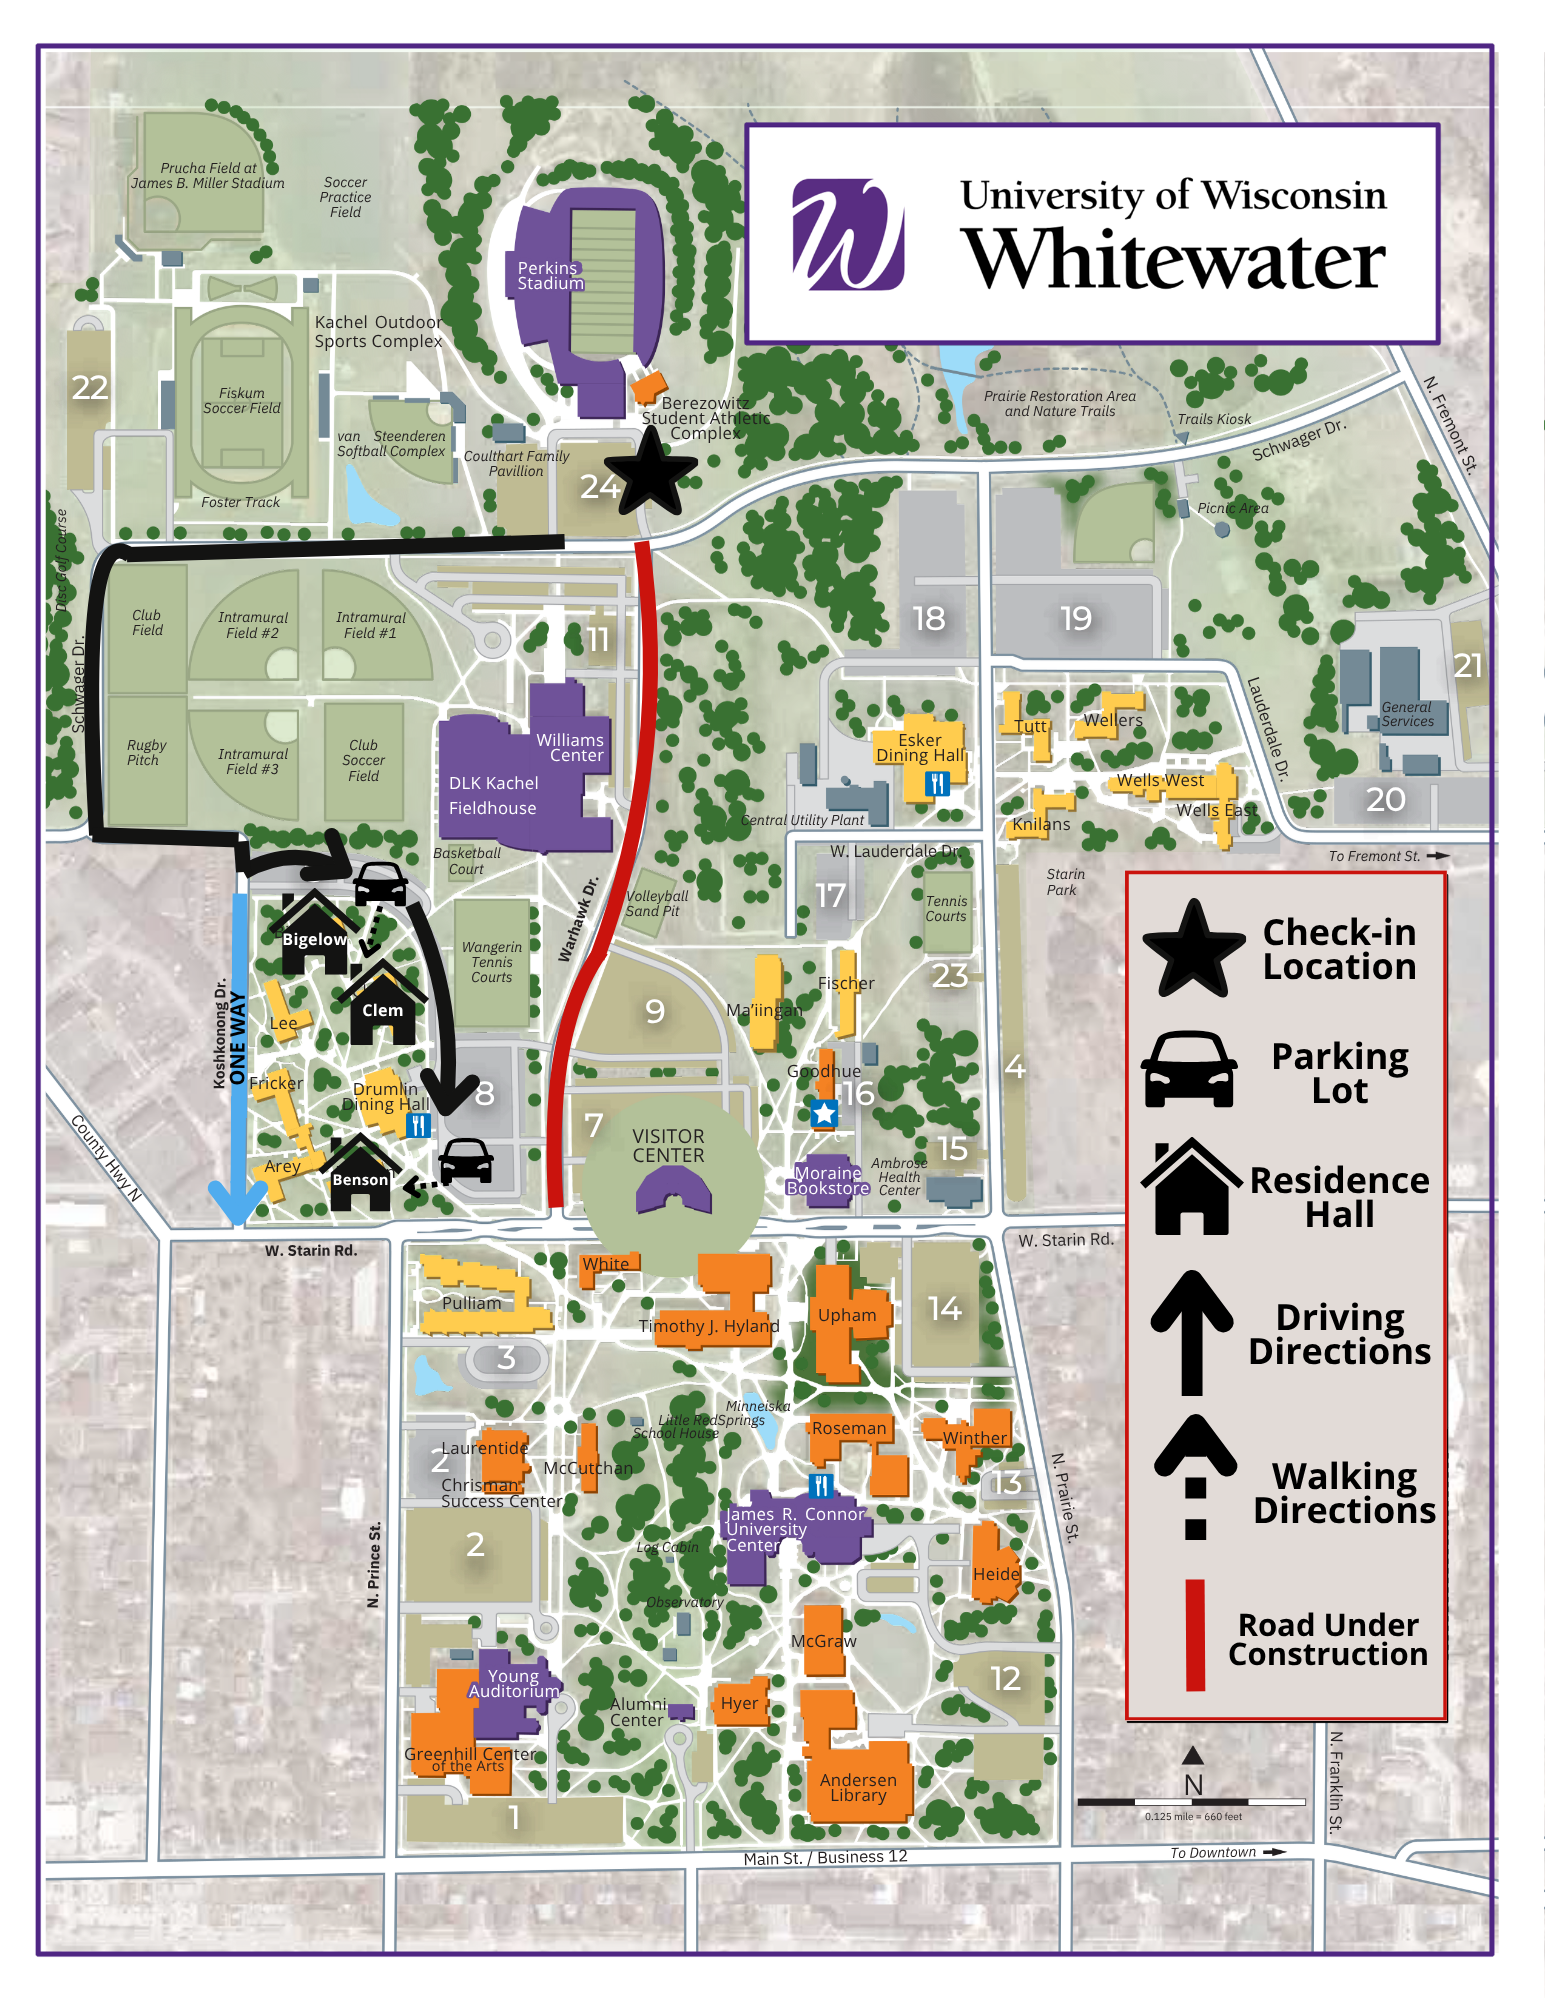 University of Wisconsin
Whitewater
Prucha Field at
James B. Miller Stadium
Soccer
Practice
Field
Perkins
Stadium
Kachel Outdoor
Sports Complex
22
Fiskum
Soccer Field
van Steenderen
Softball Complex
Foster Track
Coulthart Family
Pavillion
Berezowitz
Student Athletic
Complex
24
Prairie Restoration Area
and Nature Trails
Trails Kiosk
Schwager Dr.
N. Fremont St.
Picnic Area
Disc Golf Course
Schwager Dr.
Club
Field
Intramural
Field #2
Intramural
Field #1
11
18
19
21
Rugby
Pitch
Intramural
Field #3
Club
Soccer
Field
Williams
Center
DLK Kachel
Fieldhouse
Esker
Dining Hall
Central Utility Plant
Tutt
Wellers
Wells West
Wells East
Knilans
Lauderdale Dr.
General
Services
20
To Fremont St.
W. Lauderdale Dr.
Basketball
Court
Warhawk Dr.
Volleyball
Sand Pit
17
Tennis
Courts
Starin
Park
Bigelow
Clem
Lee
Koshkonong Dr.
ONE WAY
Wangerin
Tennis
Courts
9
Ma'iingan
Fischer
23
4
Fricker
Drumlin
Dining Hall
8
7
Goodhue
16
15
Arey
Benson
County Hwy N
VISITOR
CENTER
Moraine
Bookstore
Ambrose
Health
Center
W. Starin Rd.
W. Starin Rd.
White
Pulliam
Timothy J. Hyland
Upham
14
3
Minneiska
Springs
Little Red
School House
Laurentide
2
Chrisman
Success Center
McCutchan
Roseman
Winther
13
N. Prairie St.
James R. Connor
University
Center
2
Log Cabin
Heide
N. Prince St.
Observatory
McGraw
Young
Auditorium
Alumni
Center
Hyer
12
Greenhill Center
of the Arts
Andersen
Library
1
Main St. / Business 12
Check-in
Location
Parking
Lot
Residence
Hall
Driving
Directions
Walking
Directions
Road Under
Construction
N
0.125 mile = 660 feet
N. Franklin St.
To Downtown